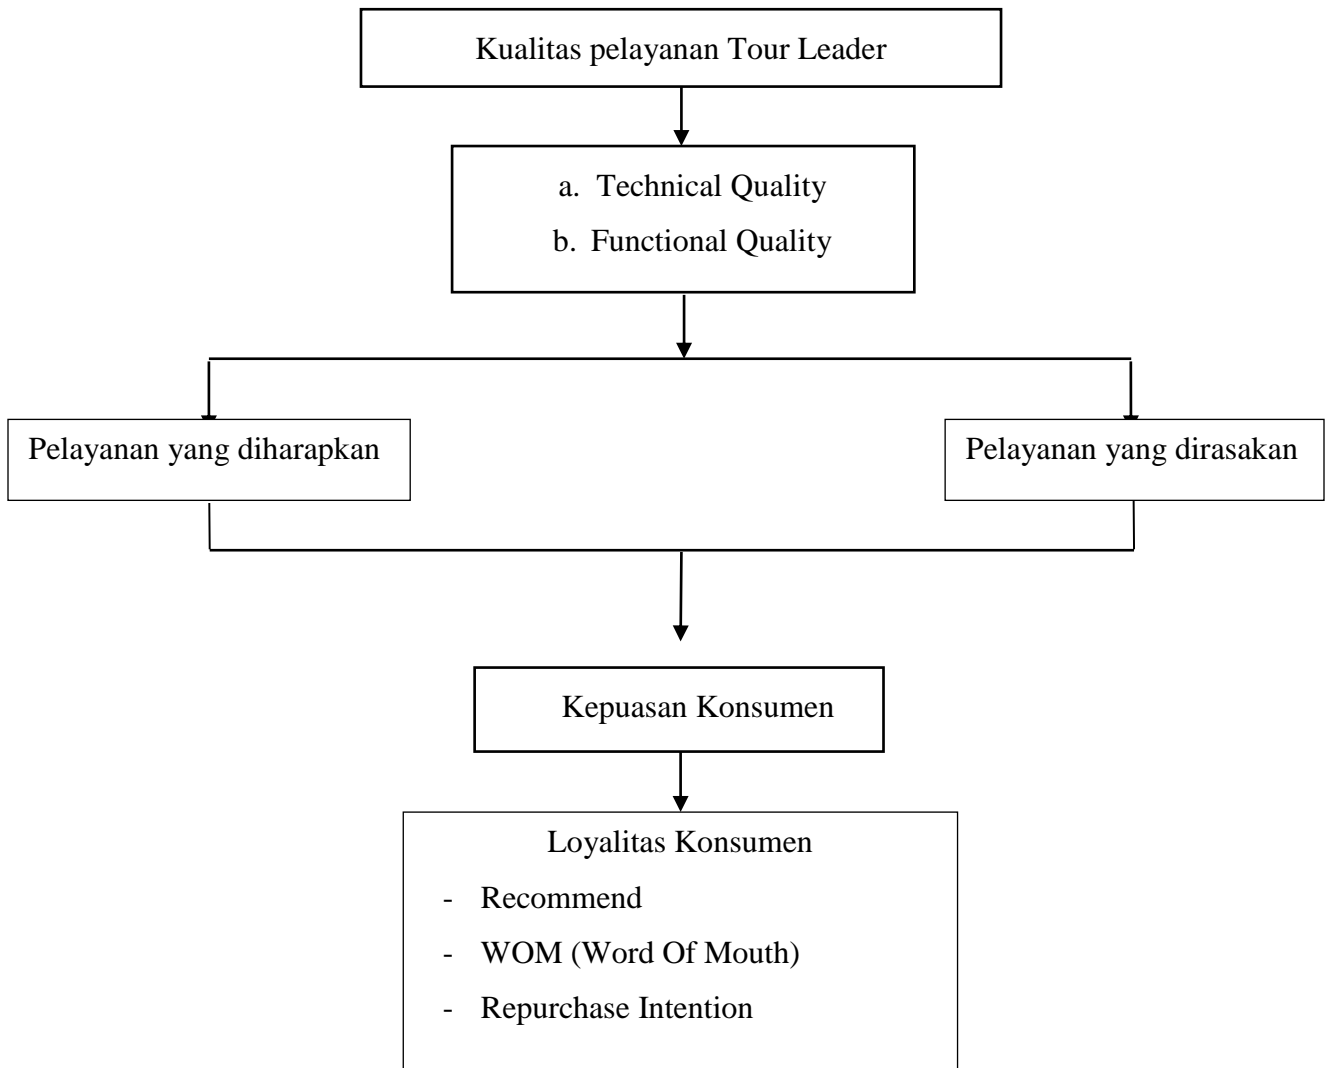 Kualitas pelayanan Tour Leader
a. Technical Quality
b. Functional Quality
Pelayanan yang diharapkan
Pelayanan yang dirasakan
Kepuasan Konsumen
Loyalitas Konsumen
- Recommend
- WOM (Word Of Mouth)
- Repurchase Intention